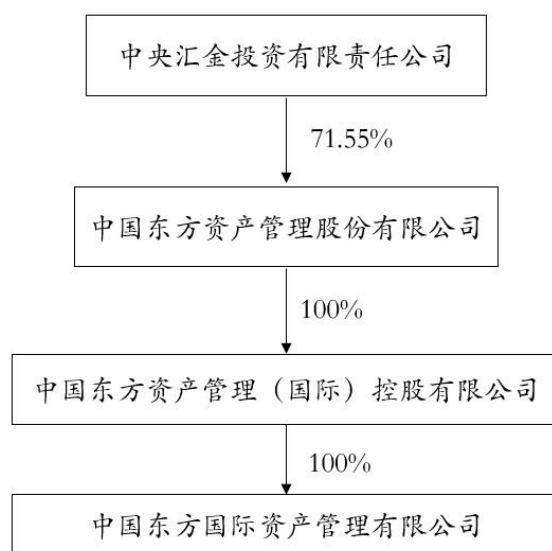 中央汇金投资有限责任公司
71.55%
中国东方资产管理股份有限公司
100%
中国东方资产管理（国际）控股有限公司
100%
中国东方国际资产管理有限公司